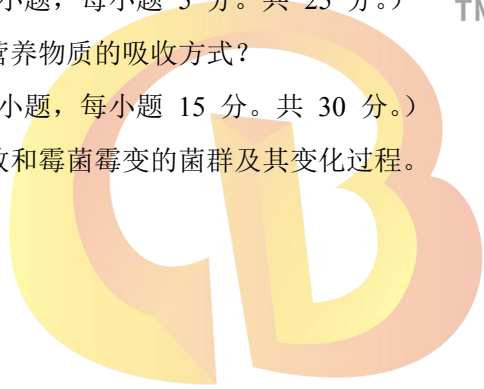 TM
小题，每小题 5 分。共 25 分。）
营养物质的吸收方式？
小题，每小题 15 分。共 30 分。）
和霉菌霉变的菌群及其变化过程。